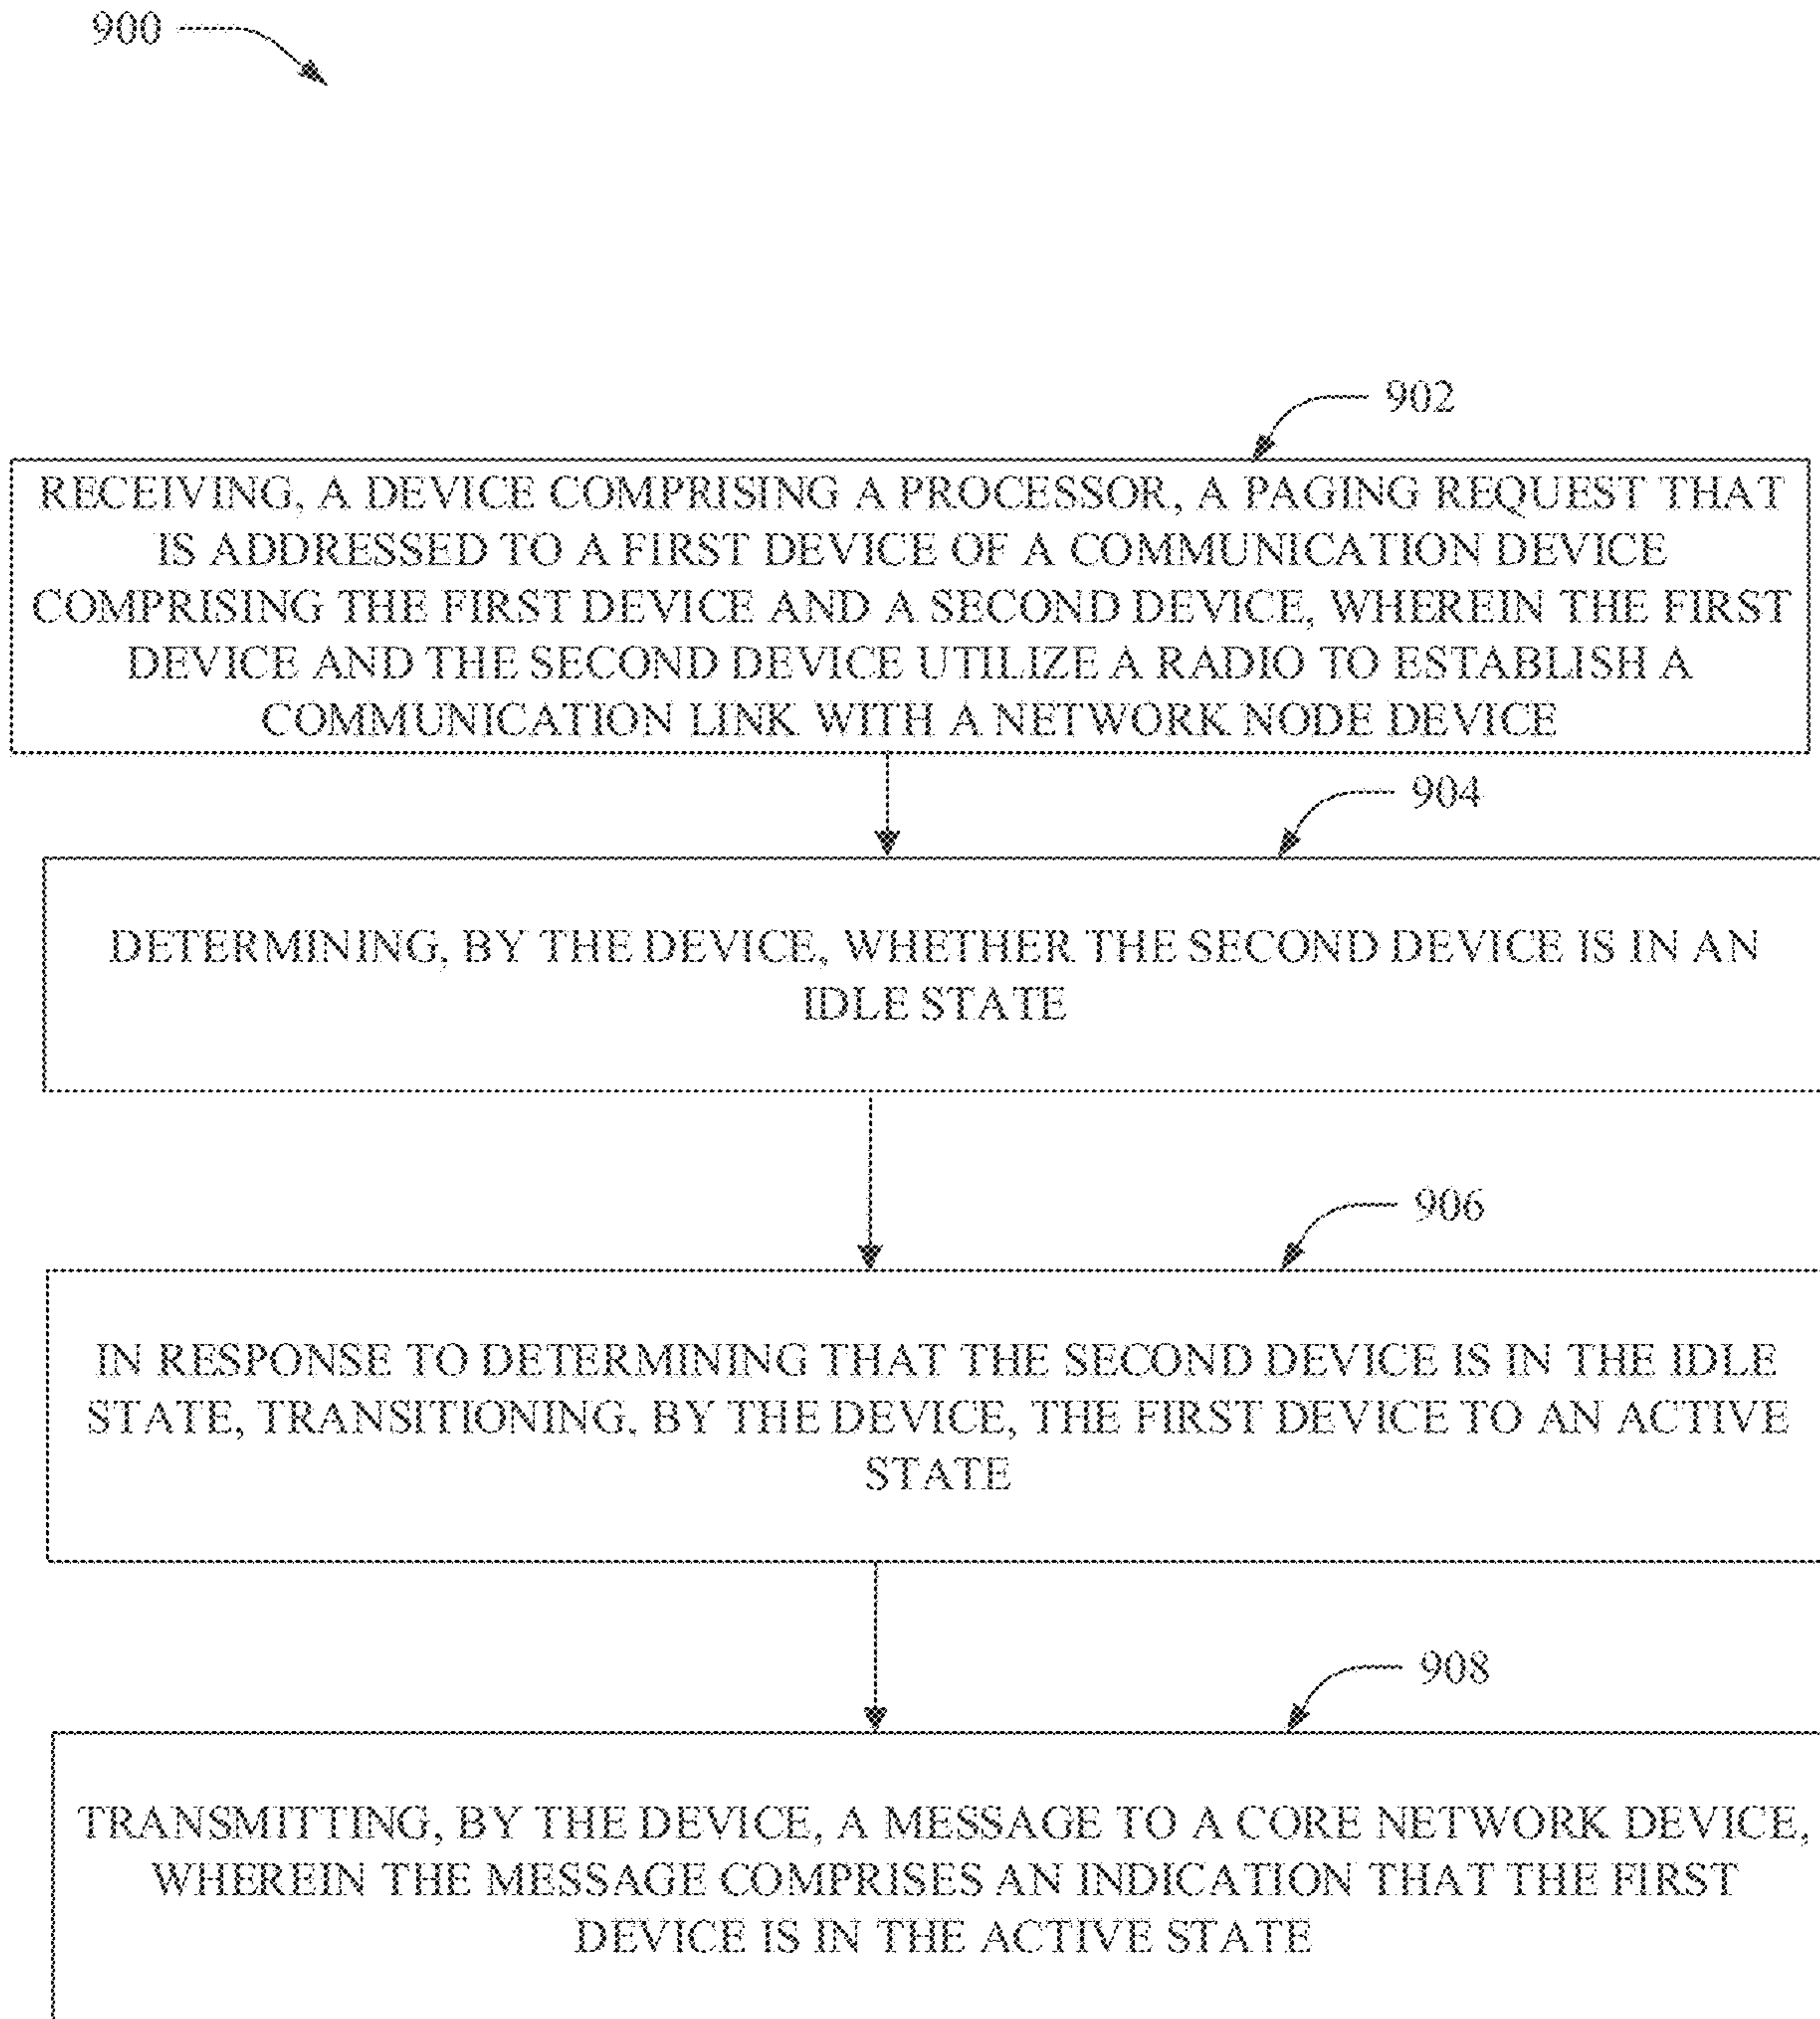 900
902
RECEIVING, A DEVICE COMPRISING A PROCESSOR, A PAGING REQUEST THAT
IS ADDRESSED TO A FIRST DEVICE OF A COMMUNICATION DEVICE
COMPRISING THE FIRST DEVICE AND A SECOND DEVICE, WHEREIN THE FIRST
DEVICE AND THE SECOND DEVICE UTILIZE A RADIO TO ESTABLISH A
COMMUNICATION LINK WITH A NETWORK NODE DEVICE
904
DETERMINING, BY THE DEVICE, WHETHER THE SECOND DEVICE IS IN AN
IDLE STATE
906
IN RESPONSE TO DETERMINING THAT THE SECOND DEVICE IS IN THE IDLE
STATE, TRANSITIONING, BY THE DEVICE, THE FIRST DEVICE TO AN ACTIVE
STATE
908
TRANSMITTING, BY THE DEVICE, A MESSAGE TO A CORE NETWORK DEVICE,
WHEREIN THE MESSAGE COMPRISES AN INDICATION THAT THE FIRST
DEVICE IS IN THE ACTIVE STATE